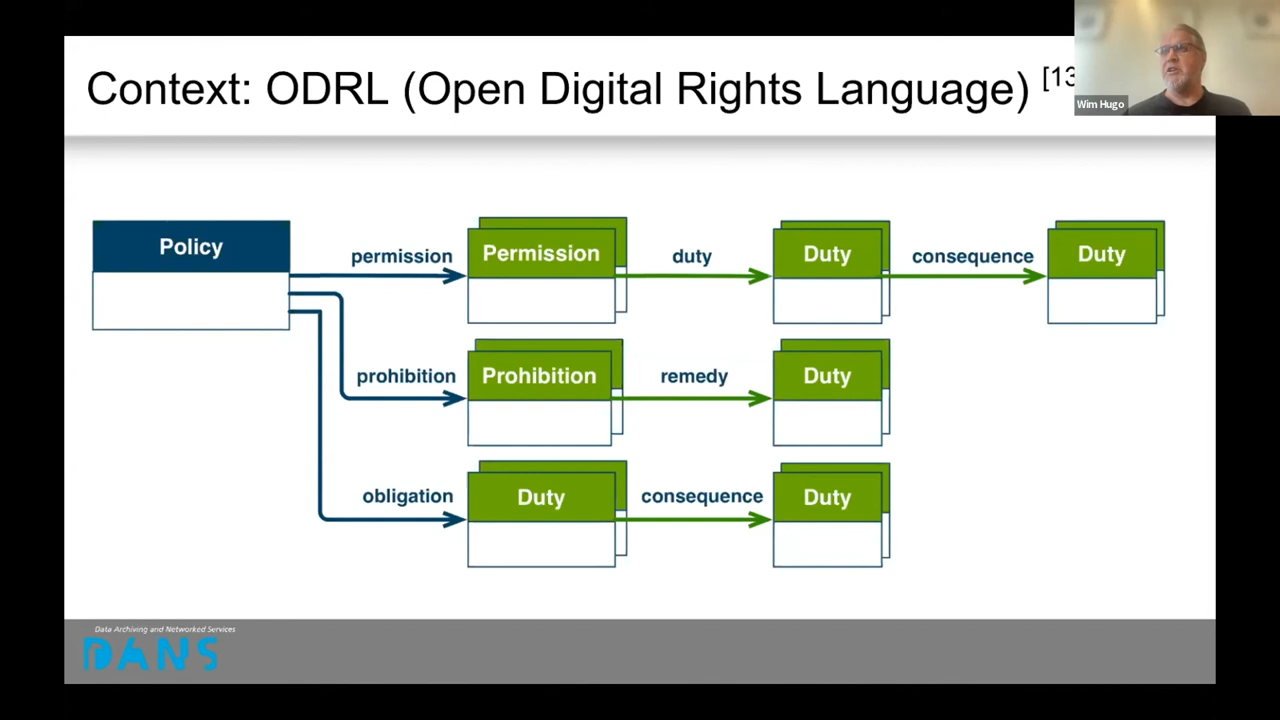 Context: ODRL (Open Digital Rights Language) [13
Wim Hugo
Policy
permission
Permission
duty
Duty
consequence
Duty
prohibition
Prohibition
remedy
Duty
obligation
Duty
consequence
Duty
Data Archiving and Networked Services
DANS